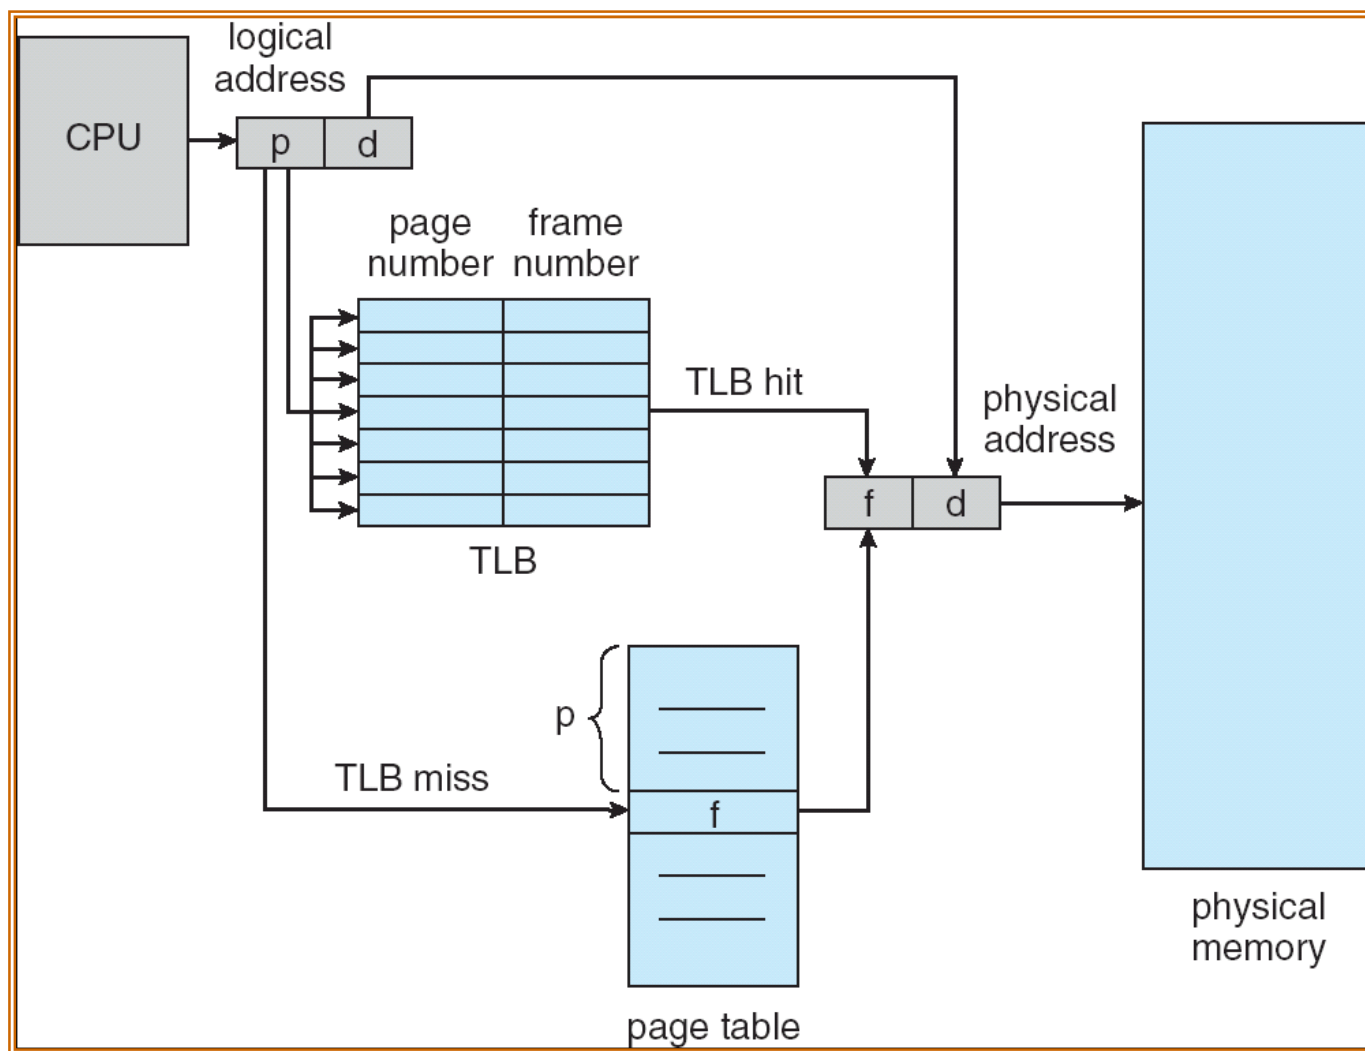 logical
address
CPU
p d
page frame
number number
TLB hit
physical
address
f d
TLB
p
TLB miss
f
physical
memory
page table